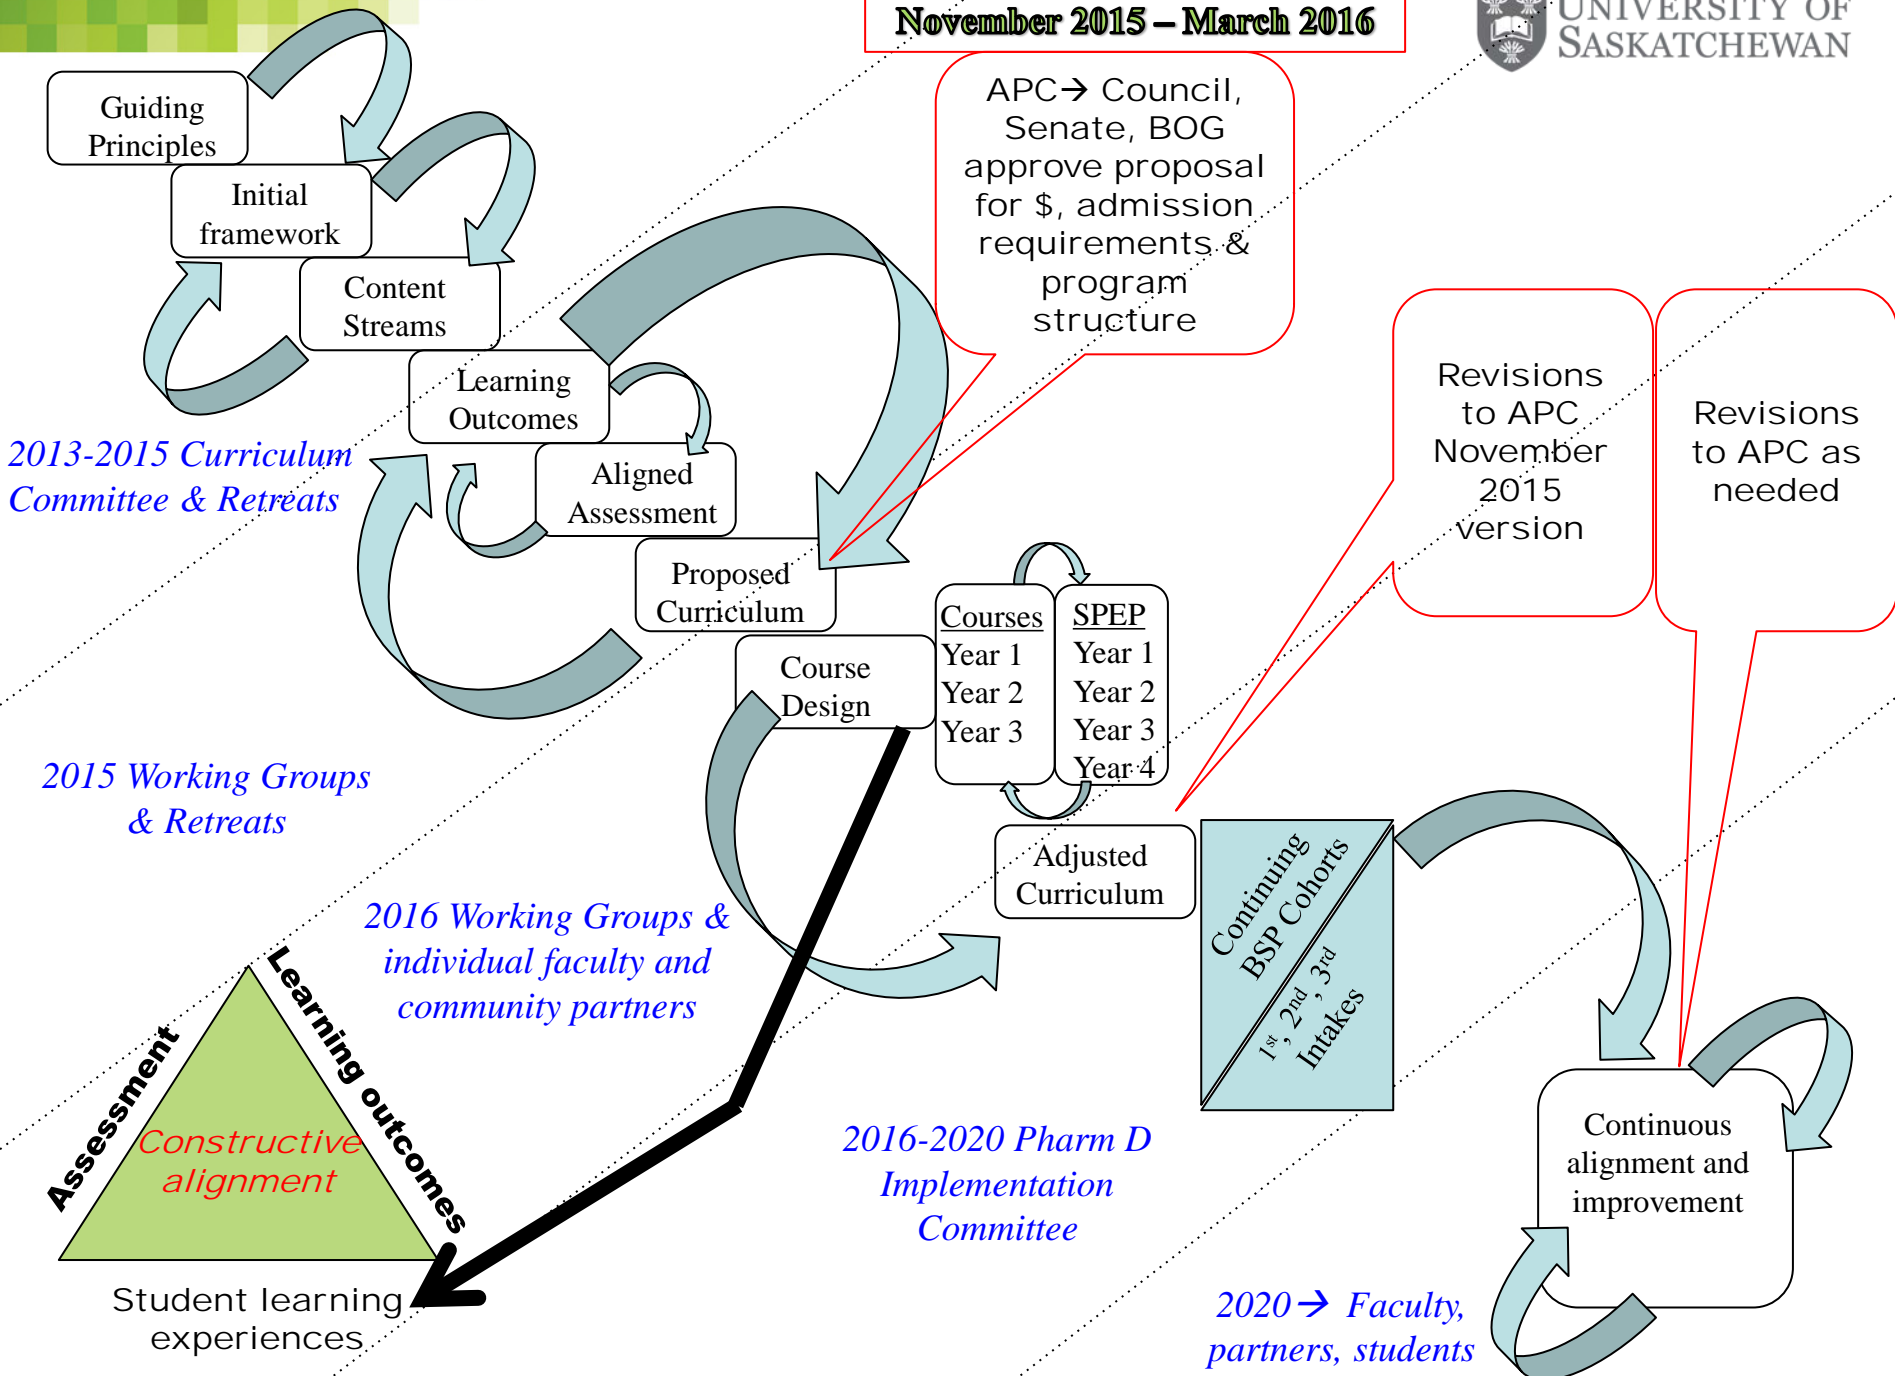 November 2015 – March 2016
UNIVERSITY OF
SASKATCHEWAN
Guiding
Principles
Initial
framework
Content
Streams
Learning
Outcomes
Aligned
Assessment
Proposed
Curriculum
Course
Design
APC→ Council,
Senate, BOG
approve proposal
for $, admission
requirements &
program
structure
Revisions
to APC
November
2015
version
Revisions
to APC as
needed
2013-2015 Curriculum
Committee & Retreats
Courses
Year 1
Year 2
Year 3
SPEP
Year 1
Year 2
Year 3
Year 4
2015 Working Groups
& Retreats
Adjusted
Curriculum
Continuing
BSP Cohorts
1st, 2nd, 3rd
Intakes
2016 Working Groups &
individual faculty and
community partners
Assessment
Learning outcomes
Constructive
alignment
Student learning
experiences
2016-2020 Pharm D
Implementation
Committee
Continuous
alignment and
improvement
2020→ Faculty,
partners, students